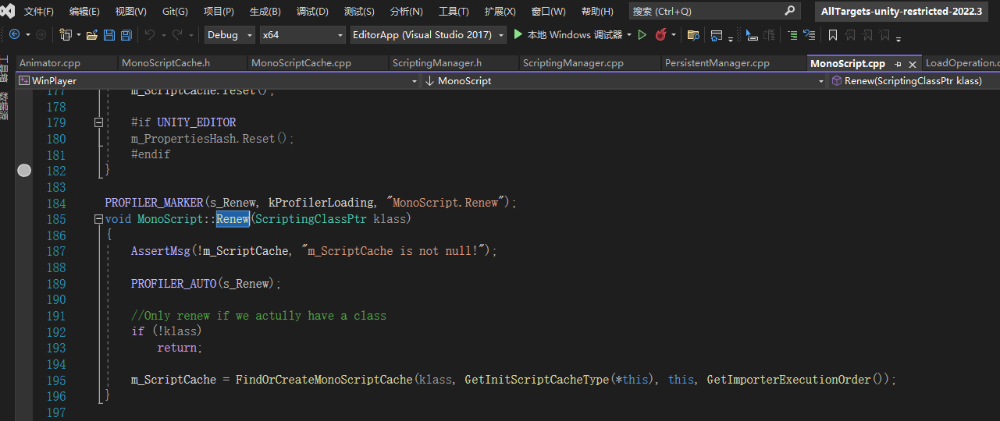 文件(F) 编辑(E) 视图(V) Git(G) 项目(P) 生成(B) 调试(D) 测试(S) 分析(N) 工具(T) 扩展(X) 窗口(W) 帮助(H) 搜索 (Ctrl+Q) AllTargets-unity-restricted-2022.3
Debug x64 EditorApp (Visual Studio 2017) 本地 Windows 调试器
工具箱
数据源
Animator.cpp MonoScriptCache.h MonoScriptCache.cpp ScriptingManager.h ScriptingManager.cpp PersistentManager.cpp MonoScript.cpp LoadOperation.c
WinPlayer MonoScript Renew(ScriptingClassPtr klass)
177 m_ScriptCache.reset();
178
179 #if UNITY_EDITOR
180 m_PropertiesHash.Reset();
181 #endif
182 }
183
184 PROFILER_MARKER(s_Renew, kProfilerLoading, "MonoScript.Renew");
185 void MonoScript::Renew(ScriptingClassPtr klass)
186 {
187 AssertMsg(!m_ScriptCache, "m_ScriptCache is not null!");
188
189 PROFILER_AUTO(s_Renew);
190
191 //Only renew if we actully have a class
192 if (!klass)
193 return;
194
195 m_ScriptCache = FindOrCreateMonoScriptCache(klass, GetInitScriptCacheType(*this), this, GetImporterExecutionOrder());
196 }
197